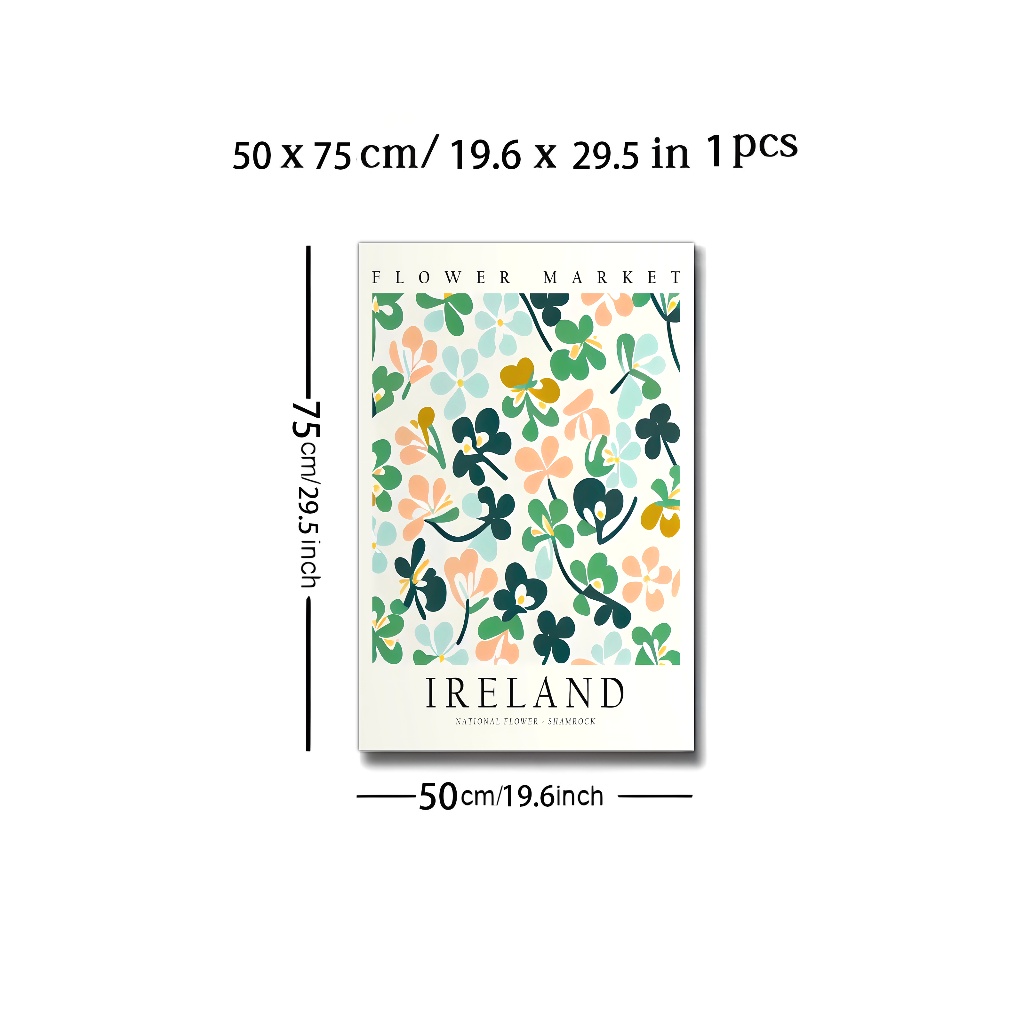 50 x 75 cm/ 19.6 x 29.5 in 1 pcs
FLOWER MARKET
75cm/29.5inch
IRELAND
NATIONAL FLOWER - SHAMROCK
50cm/19.6inch